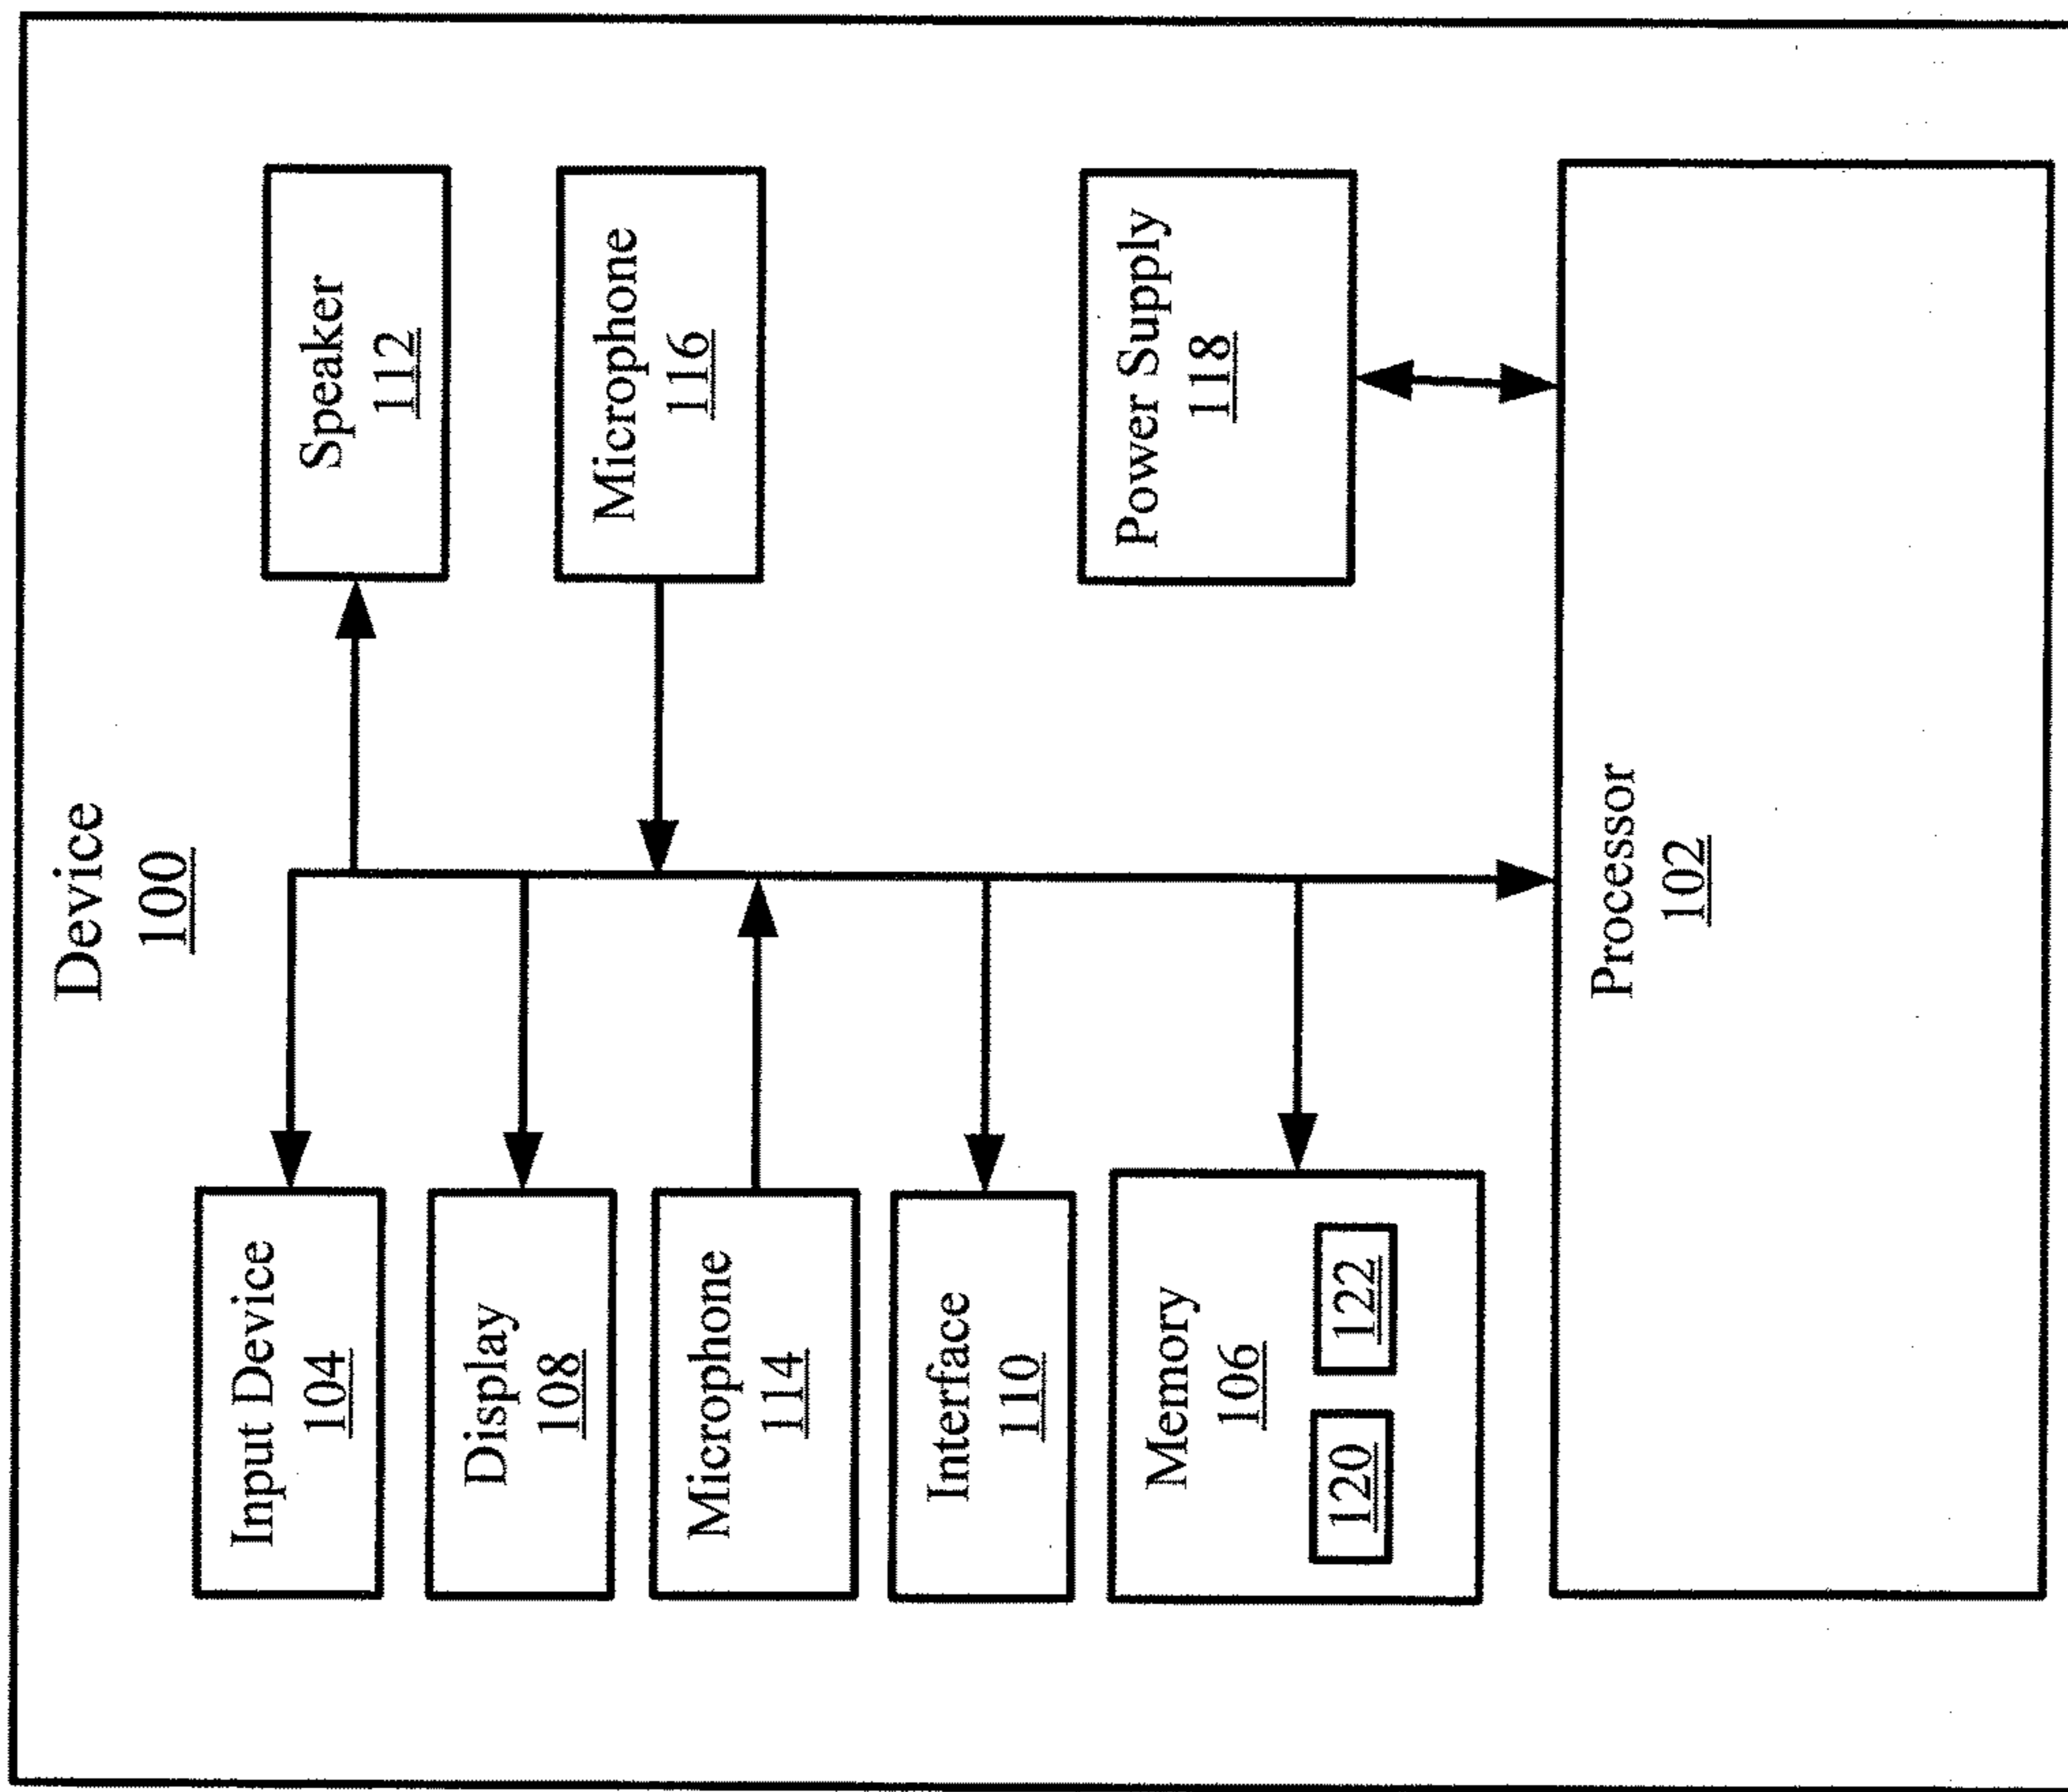 Device
100
Input Device
104
Display
108
Microphone
114
Interface
110
Memory
106
120
122
Speaker
112
Microphone
116
Power Supply
118
Processor
102